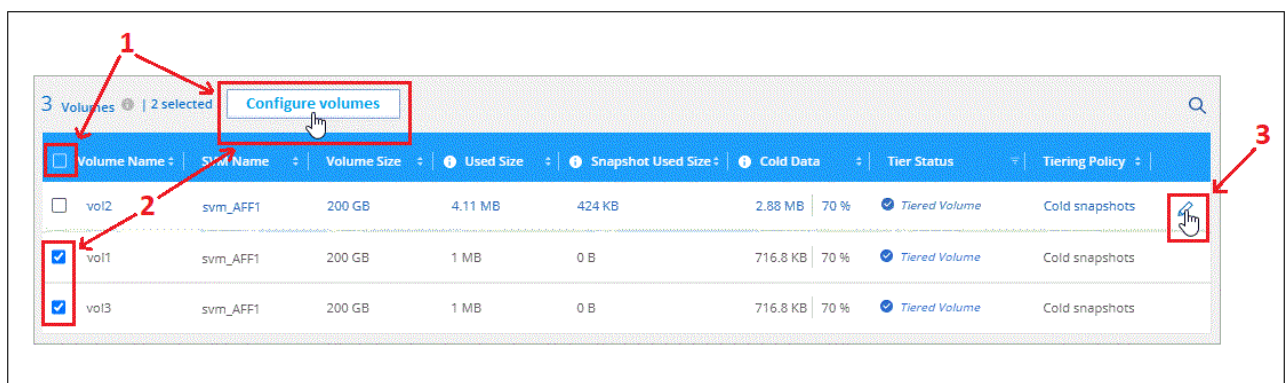 1
3 Volumes | 2 selected Configure volumes
3
Volume Name SVM Name Volume Size Used Size Snapshot Used Size Cold Data Tier Status Tiering Policy
2
vol2 svm_AFF1 200 GB 4.11 MB 424 KB 2.88 MB 70 % Tiered Volume Cold snapshots
vol1 svm_AFF1 200 GB 1 MB 0 B 716.8 KB 70 % Tiered Volume Cold snapshots
vol3 svm_AFF1 200 GB 1 MB 0 B 716.8 KB 70 % Tiered Volume Cold snapshots